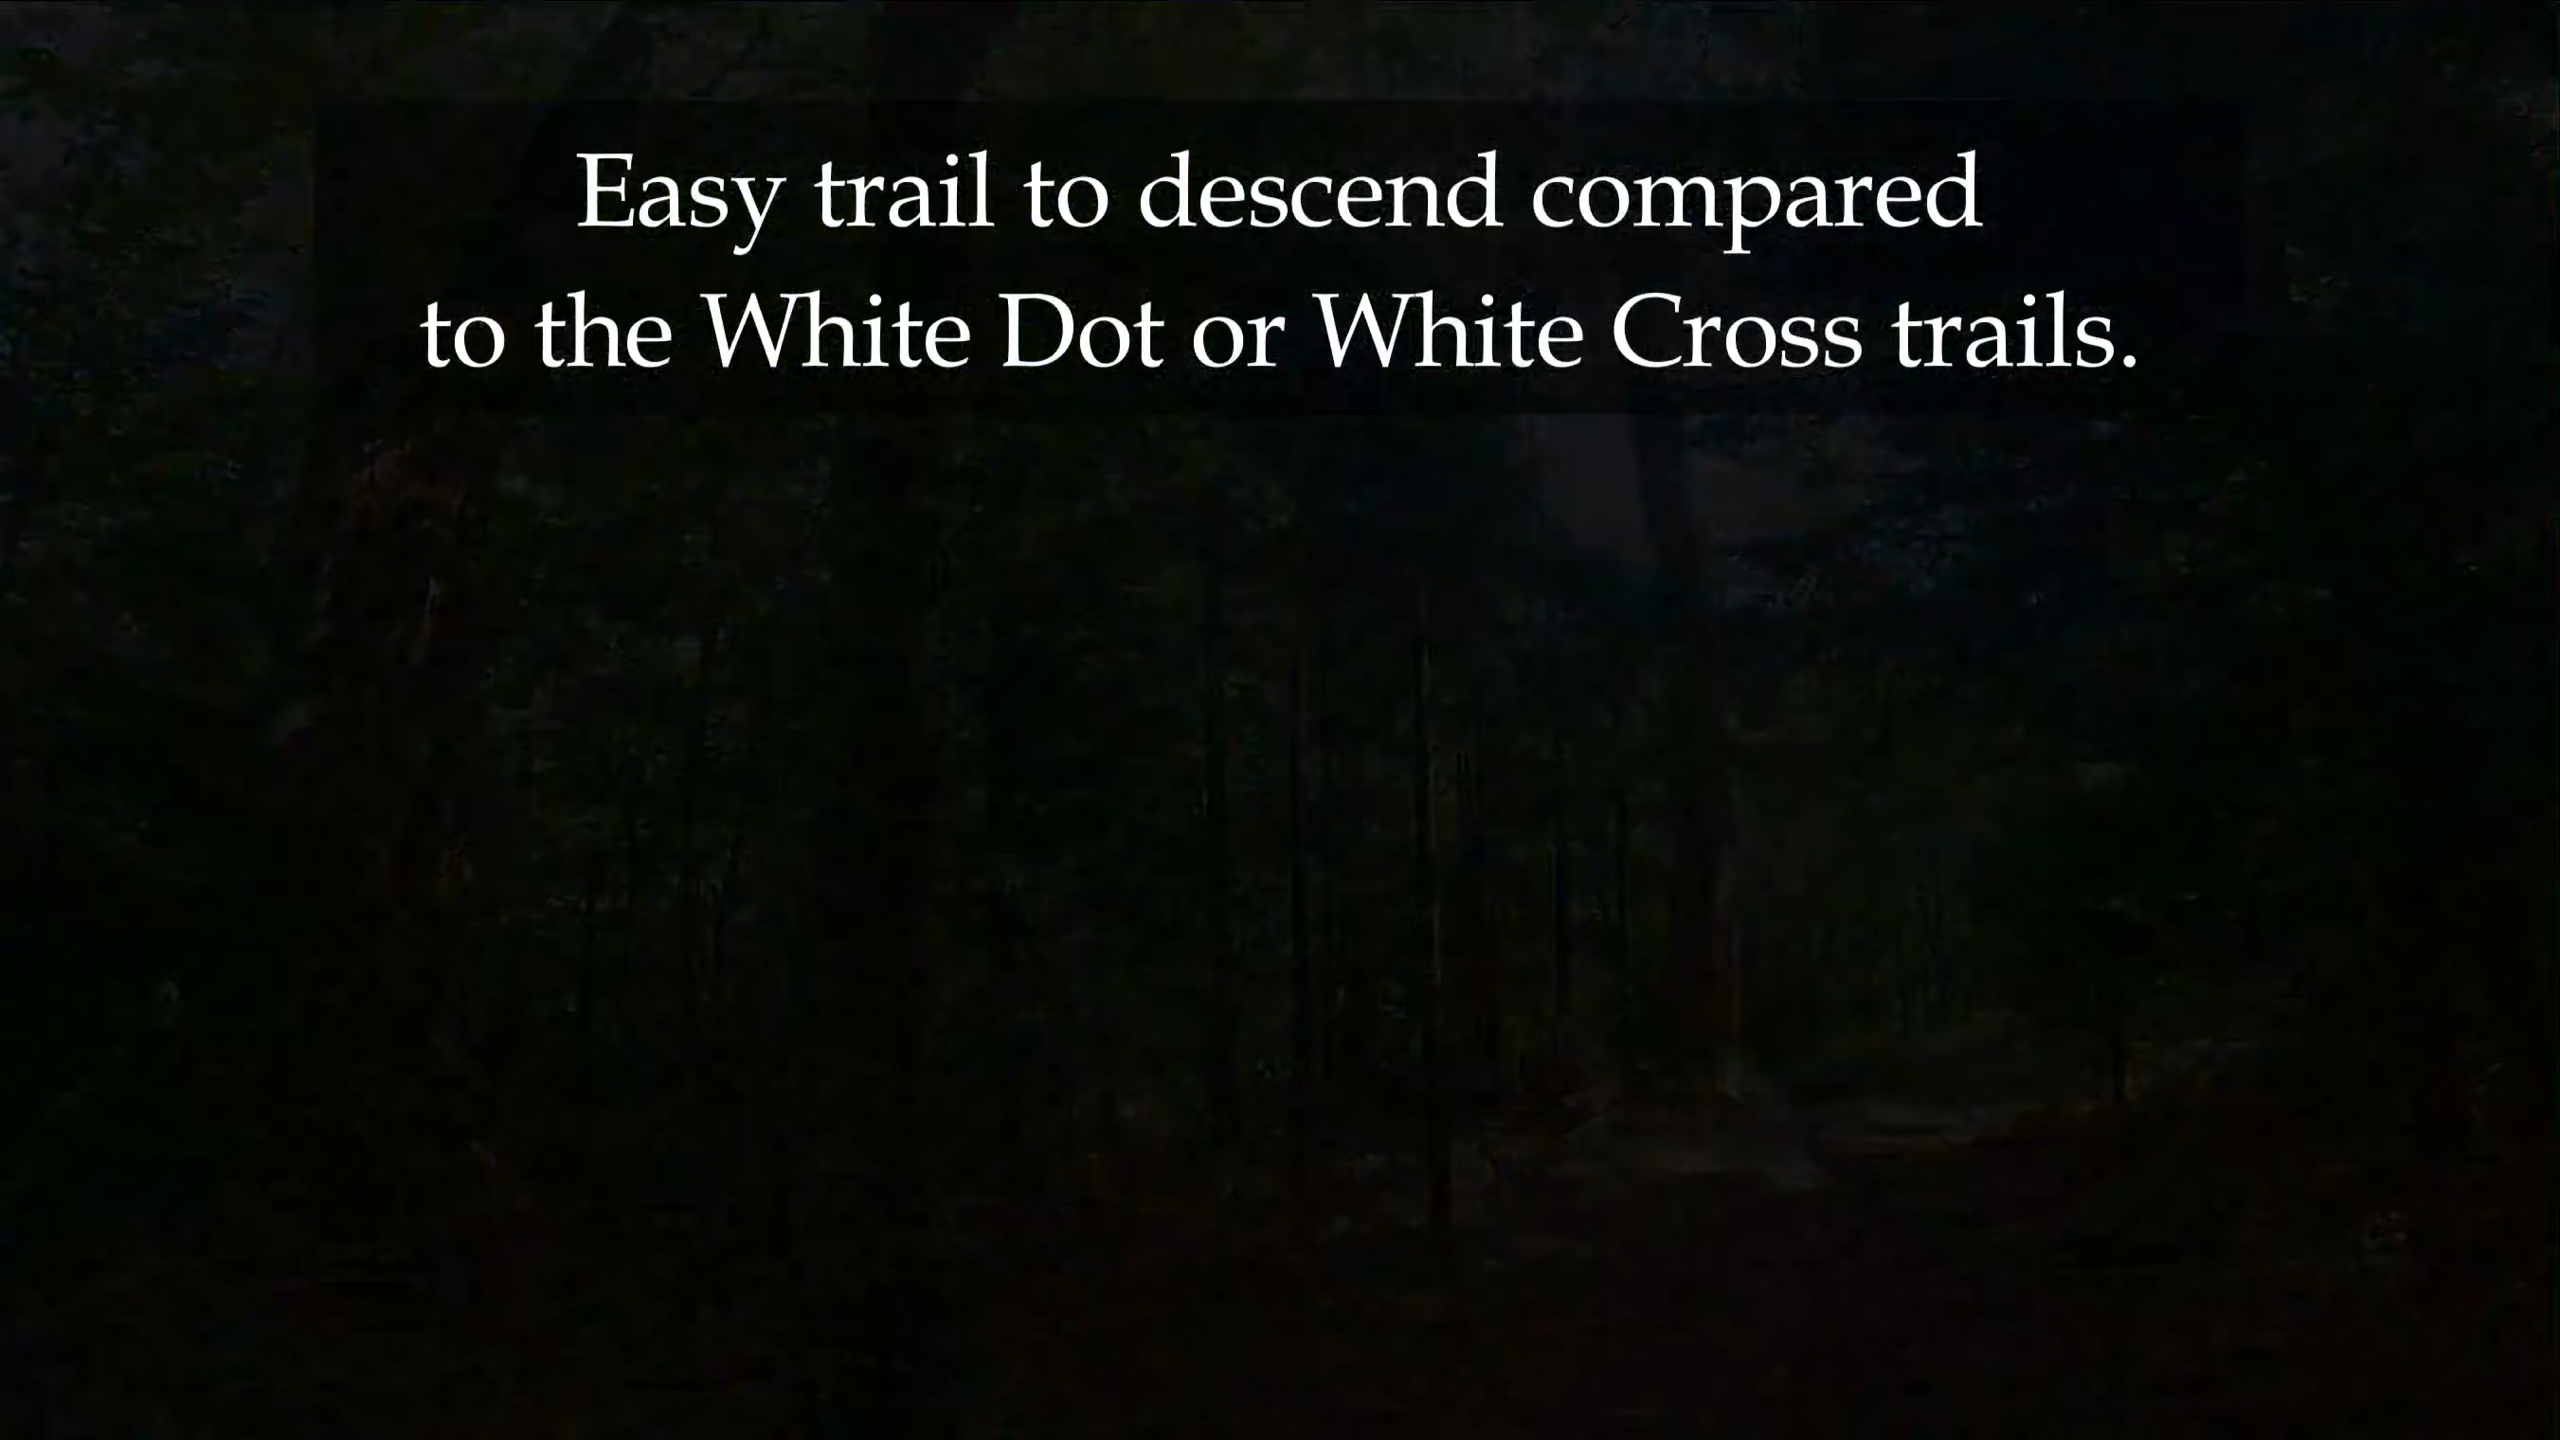 Easy trail to descend compared
to the White Dot or White Cross trails.